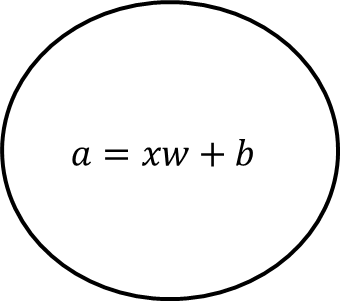 a = xw + b